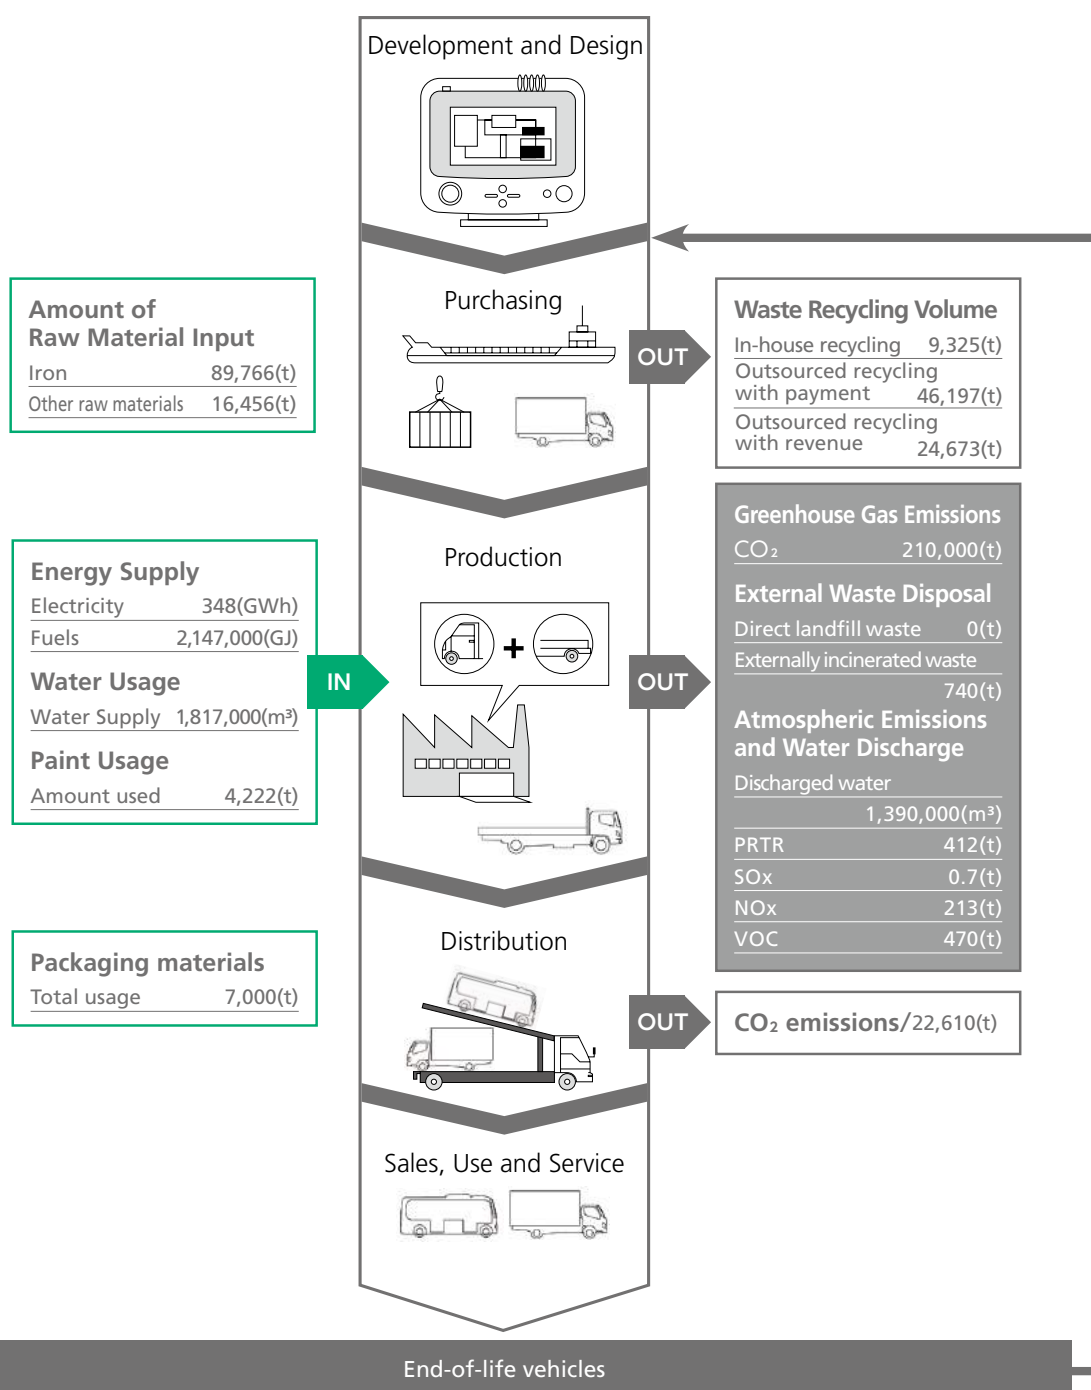 Development and Design
Amount of
Raw Material Input
Iron 89,766(t)
Other raw materials 16,456(t)
Purchasing
OUT
Waste Recycling Volume
In-house recycling 9,325(t)
Outsourced recycling
with payment 46,197(t)
Outsourced recycling
with revenue 24,673(t)
Energy Supply
Electricity 348(GWh)
Fuels 2,147,000(GJ)
Water Usage
Water Supply 1,817,000(m³)
Paint Usage
Amount used 4,222(t)
IN
Production
+
OUT
Greenhouse Gas Emissions
CO₂ 210,000(t)
External Waste Disposal
Direct landfill waste 0(t)
Externally incinerated waste
740(t)
Atmospheric Emissions
and Water Discharge
Discharged water
1,390,000(m³)
PRTR 412(t)
SOx 0.7(t)
NOx 213(t)
VOC 470(t)
Packaging materials
Total usage 7,000(t)
Distribution
OUT
CO₂ emissions/22,610(t)
Sales, Use and Service
End-of-life vehicles